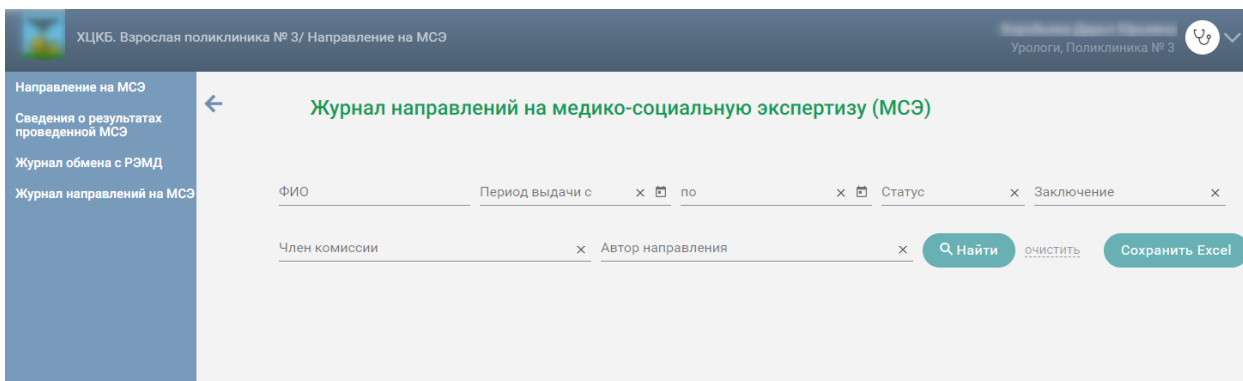 ХЦКБ. Взрослая поликлиника № 3/ Направление на МСЭ
Урологи, Поликлиника № 3
Направление на МСЭ
Сведения о результатах
проведенной МСЭ
Журнал обмена с РЭМД
Журнал направлений на МСЭ
Журнал направлений на медико-социальную экспертизу (МСЭ)
ФИО Период выдачи с по Статус Заключение
Член комиссии Автор направления Найти очистить Сохранить Excel